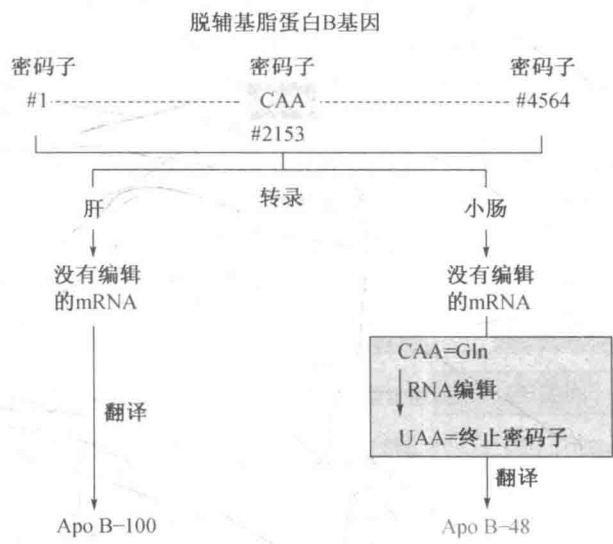 脱辅基脂蛋白B基因
密码子 密码子 密码子
#1 CAA #4564
#2153
转录
肝 小肠
没有编辑 没有编辑
的mRNA 的mRNA
CAA=Gln
RNA编辑
UAA=终止密码子
翻译
翻译
Apo B-100 Apo B-48